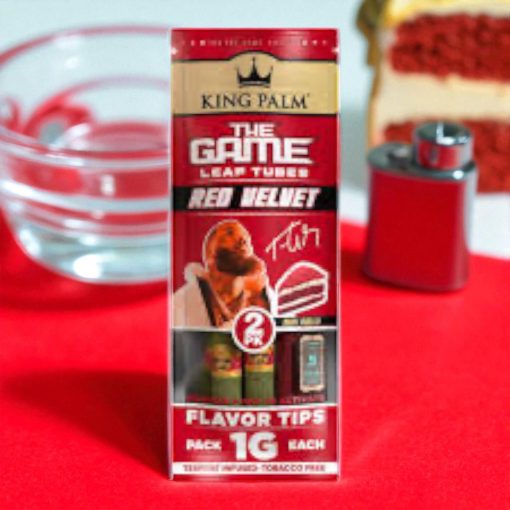 KING PALM
THE
GAME
LEAF TUBES
RED VELVET
2
PK
FLAVOR TIPS
PACK 1G EACH
TERPENE INFUSED·TOBACCO FREE